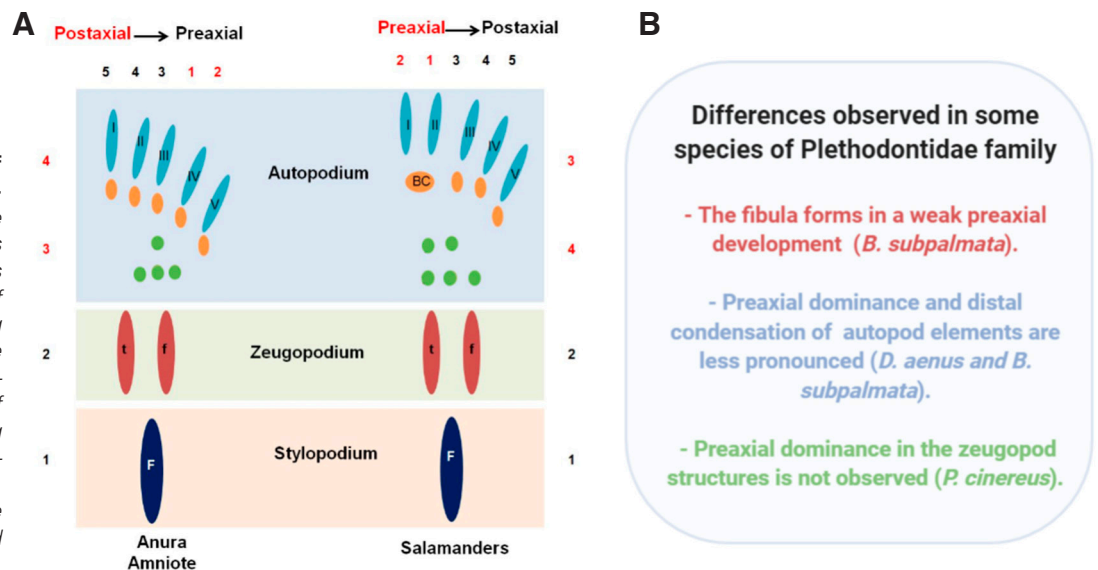 A
Postaxial → Preaxial
5 4 3 1 2
Preaxial → Postaxial
2 1 3 4 5
I II III IV V
I II III IV V
BC
Autopodium
4
3
3
4
t f
Zeugopodium
t f
2
2
F
Stylopodium
F
1
1
Anura
Amniote
Salamanders
B
Differences observed in some
species of Plethodontidae family
- The fibula forms in a weak preaxial
development (B. subpalmata).
- Preaxial dominance and distal
condensation of autopod elements are
less pronounced (D. aenus and B.
subpalmata).
- Preaxial dominance in the zeugopod
structures is not observed (P. cinereus).